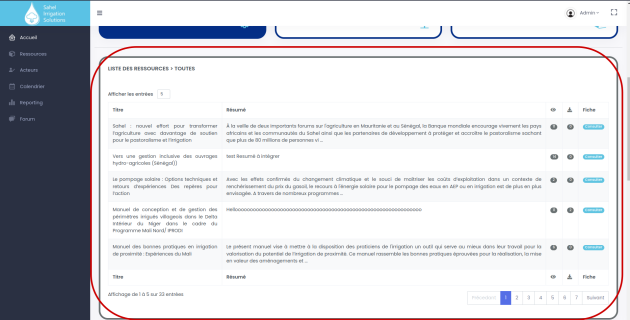 Sahel
Irrigation
Solutions
Admin
Accueil
Ressources
Acteurs
Calendrier
Reporting
Forum
LISTE DES RESSOURCES > TOUTES
Afficher les entrées 5
Titre Résumé Fiche
Sahel : nouvel effort pour transformer À la veille de deux importants forums sur l'agriculture en Mauritanie et au Sénégal, la Banque mondiale encourage vivement les pays
l'agriculture avec davantage de soutien africains et les communautés du Sahel ainsi que les partenaires de développement à protéger et accroître le pastoralisme sachant
pour le pastoralisme et l'irrigation que plus de 80 millions de personnes vi ...
Consulter
Vers une gestion inclusive des ouvrages test Resumé à intégrer
hydro-agricoles (Sénégal))
Consulter
Le pompage solaire : Options techniques et Avec les effets confirmés du changement climatique et le souci de maîtriser les coûts d'exploitation dans un contexte de
retours d'expériences Des repères pour renchérissement du prix du gasoil, le recours à l'énergie solaire pour le pompage des eaux en AEP ou en irrigation est de plus en plus
l'action envisagée. A travers de nombreux programmes ...
Consulter
Manuel de conception et de gestion des
périmètres irrigués villageois dans le Delta
Intérieur du Niger dans le cadre du
Programme Mali Nord/ IPRODI
Consulter
Manuel des bonnes pratiques en irrigation Le présent manuel vise à mettre à la disposition des praticiens de l'irrigation un outil qui serve au mieux dans leur travail pour la
de proximité : Expériences du Mali valorisation du potentiel de l'irrigation de proximité. Ce manuel rassemble les bonnes pratiques éprouvées pour la réalisation, la mise
en valeur des aménagements et ...
Consulter
Titre Résumé Fiche
Affichage de 1 à 5 sur 33 entrées
Précédent 1 2 3 4 5 6 7 Suivant